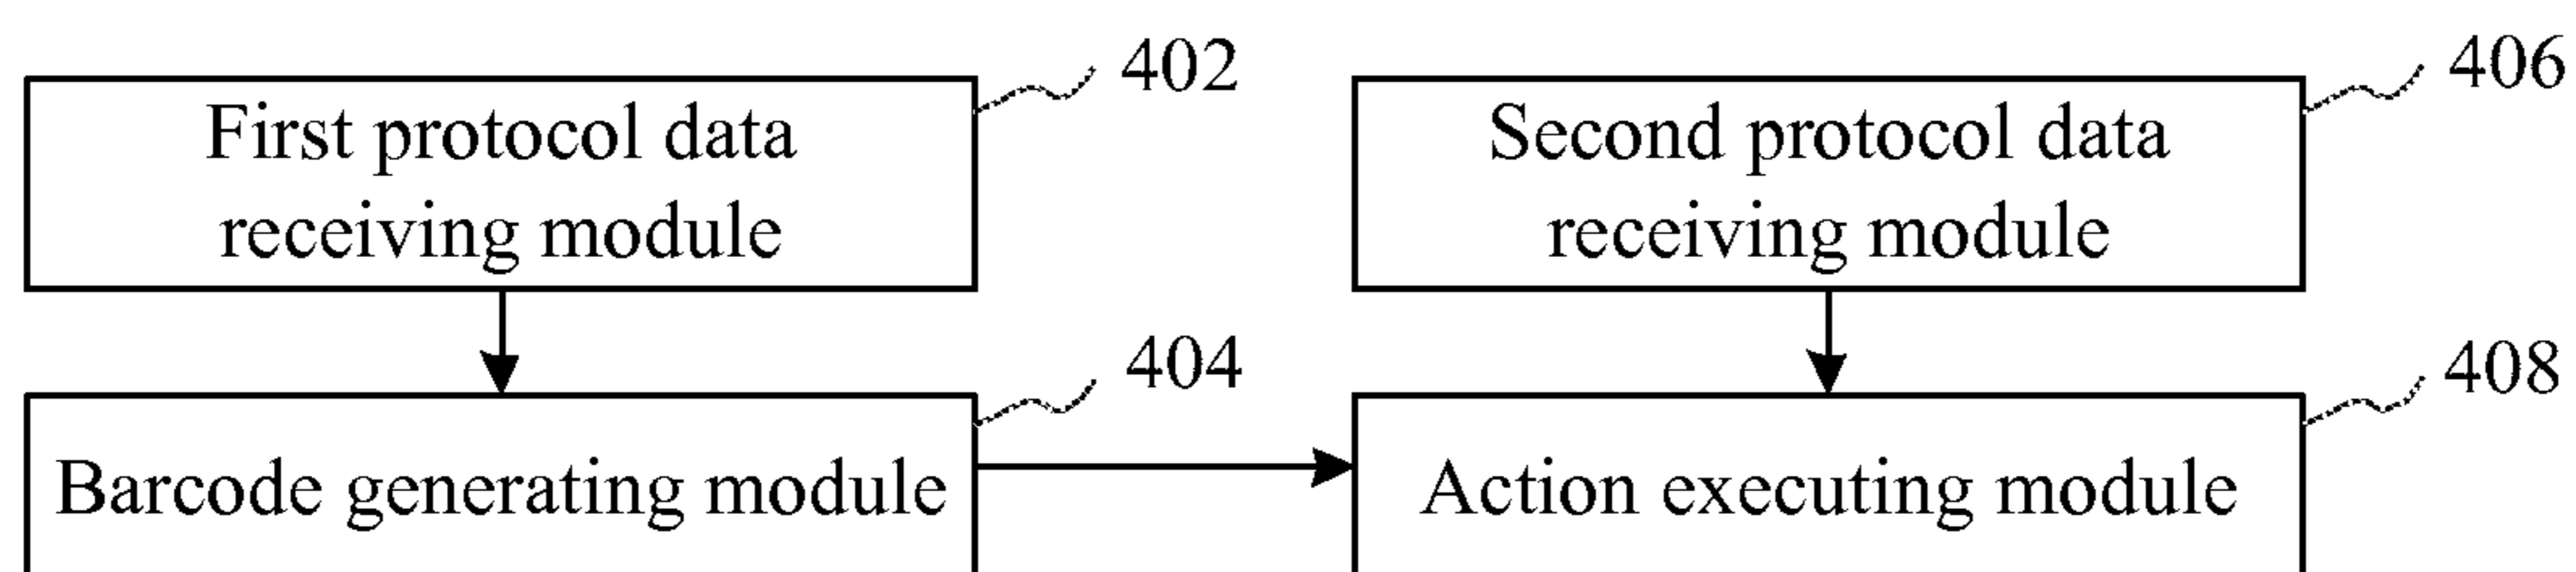 402
First protocol data
receiving module
406
Second protocol data
receiving module
404
Barcode generating module
408
Action executing module